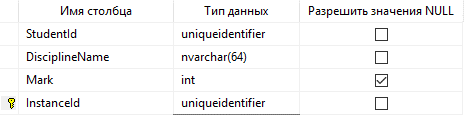 Имя столбца Тип данных Разрешить значения NULL
StudentId uniqueidentifier
DisciplineName nvarchar(64)
Mark int
InstanceId uniqueidentifier